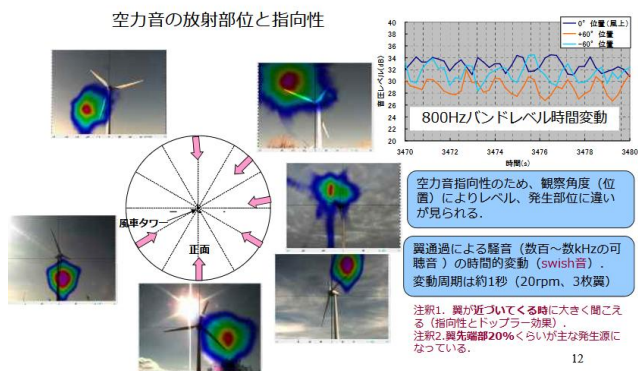 空力音の放射部位と指向性
40
38
36
34
32
30
28
26
24
22
20
音圧レベル(dB)
0° 位置(風上)
+60° 位置
-60° 位置
800Hzバンドレベル時間変動
3470
3472
3474
3476
3478
3480
時間(s)
風車タワー
正面
空力音指向性のため、観察角度（位
置）によりレベル、発生部位に違い
が見られる．
翼通過による騒音（数百～数kHzの可
聴音 ）の時間的変動（swish音）．
変動周期は約1秒（20rpm、3枚翼）
注釈1．翼が近づいてくる時に大きく聞こえ
る（指向性とドップラー効果）．
注釈2.翼先端部20%くらいが主な発生源に
なっている．
12